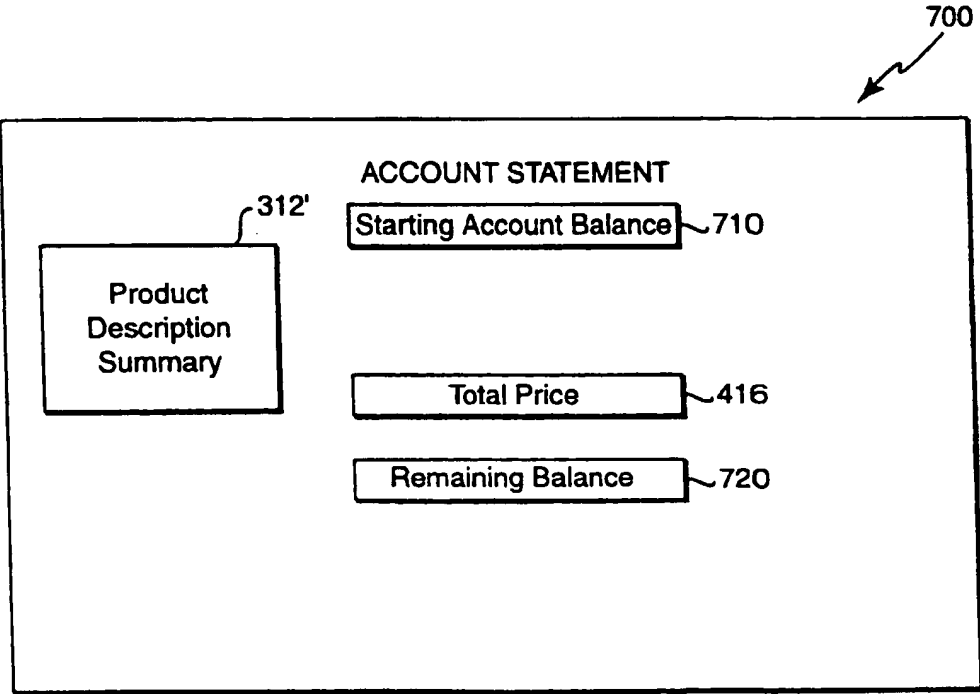 700
ACCOUNT STATEMENT
312'
Starting Account Balance
710
Product
Description
Summary
Total Price
416
Remaining Balance
720